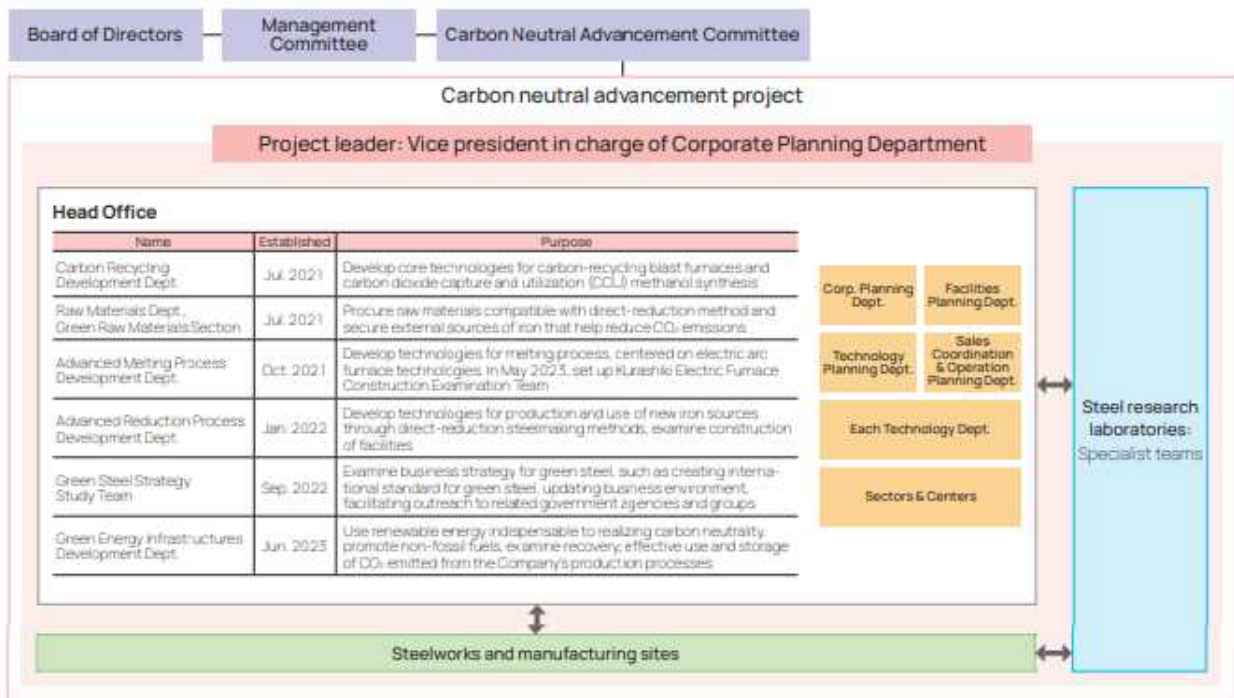 Board of Directors
Management
Committee
Carbon Neutral Advancement Committee
Carbon neutral advancement project
Project leader: Vice president in charge of Corporate Planning Department
Head Office
Name
Established
Purpose
Carbon Recycling
Development Dept.
Jul. 2021
Develop core technologies for carbon-recycling blast furnaces and
carbon dioxide capture and utilization (CCU) methanol synthesis
Raw Materials Dept.,
Green Raw Materials Section
Jul. 2021
Procure raw materials compatible with direct-reduction method and
secure external sources of iron that help reduce CO₂ emissions
Advanced Melting Process
Development Dept.
Oct. 2021
Develop technologies for melting process, centered on electric arc
furnace technologies. In May 2023, set up Kurashiki Electric Furnace
Construction Examination Team
Advanced Reduction Process
Development Dept.
Jan. 2022
Develop technologies for production and use of new iron sources
through direct-reduction steelmaking methods, examine construction
of facilities
Green Steel Strategy
Study Team
Sep. 2022
Examine business strategy for green steel, such as creating interna-
tional standard for green steel, updating business environment,
facilitating outreach to related government agencies and groups
Green Energy Infrastructures
Development Dept.
Jun. 2023
Use renewable energy indispensable to realizing carbon neutrality,
promote non-fossil fuels, examine recovery, effective use and storage
of CO₂ emitted from the Company's production processes
Corp. Planning
Dept.
Facilities
Planning Dept.
Technology
Planning Dept.
Sales
Coordination
& Operation
Planning Dept.
Each Technology Dept.
Sectors & Centers
Steel research
laboratories:
Specialist teams
Steelworks and manufacturing sites